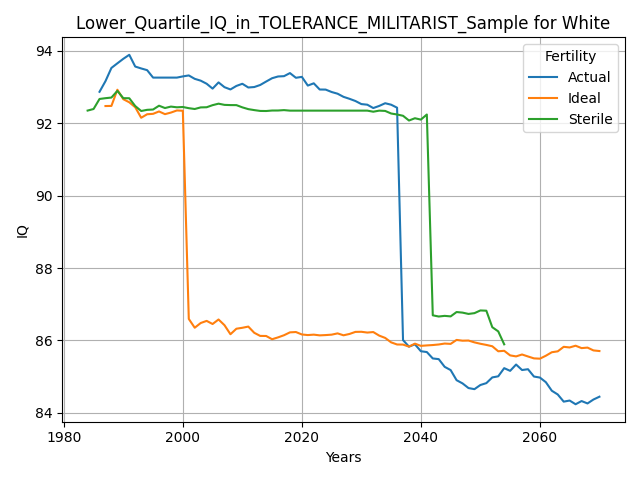 Lower_Quartile_IQ_in_TOLERANCE_MILITARIST_Sample for White
Fertility
Actual
Ideal
Sterile
IQ
94
92
90
88
86
84
1980
2000
2020
2040
2060
Years